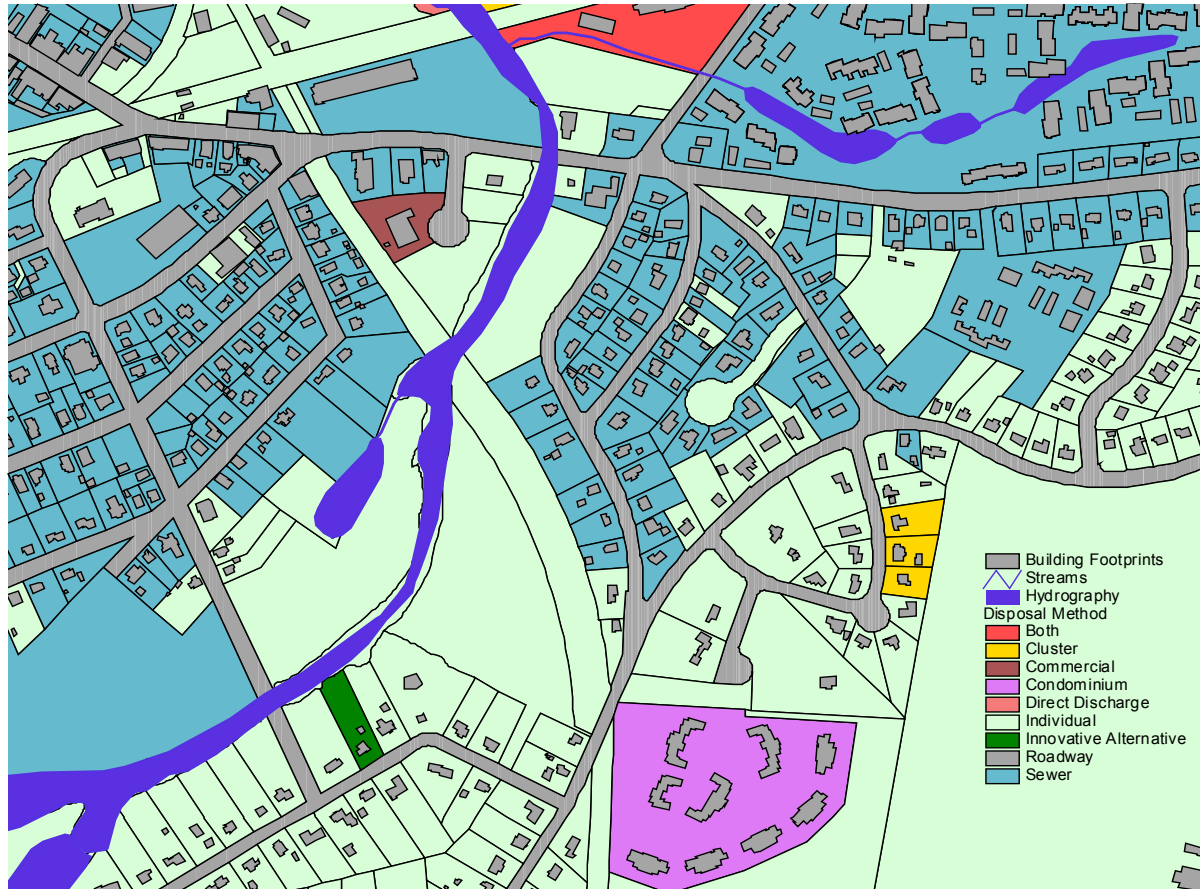 Building Footprints
Streams
Hydrography
Disposal Method
Both
Cluster
Commercial
Condominium
Direct Discharge
Individual
Innovative Alternative
Roadway
Sewer